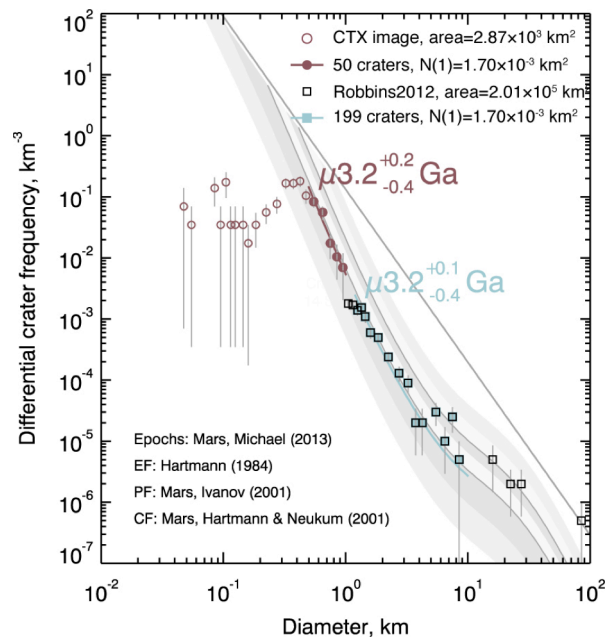 CTX image, area=2.87×10³ km²
50 craters, N(1)=1.70×10⁻³ km²
Robbins2012, area=2.01×10⁵ km²
199 craters, N(1)=1.70×10⁻³ km²
10²
10¹
10⁰
10⁻¹
10⁻²
10⁻³
10⁻⁴
10⁻⁵
10⁻⁶
10⁻⁷
Differential crater frequency, km⁻³
μ3.2 +0.2 -0.4 Ga
μ3.2 +0.1 -0.4 Ga
Epochs: Mars, Michael (2013)
EF: Hartmann (1984)
PF: Mars, Ivanov (2001)
CF: Mars, Hartmann & Neukum (2001)
10⁻² 10⁻¹ 10⁰ 10¹ 10²
Diameter, km